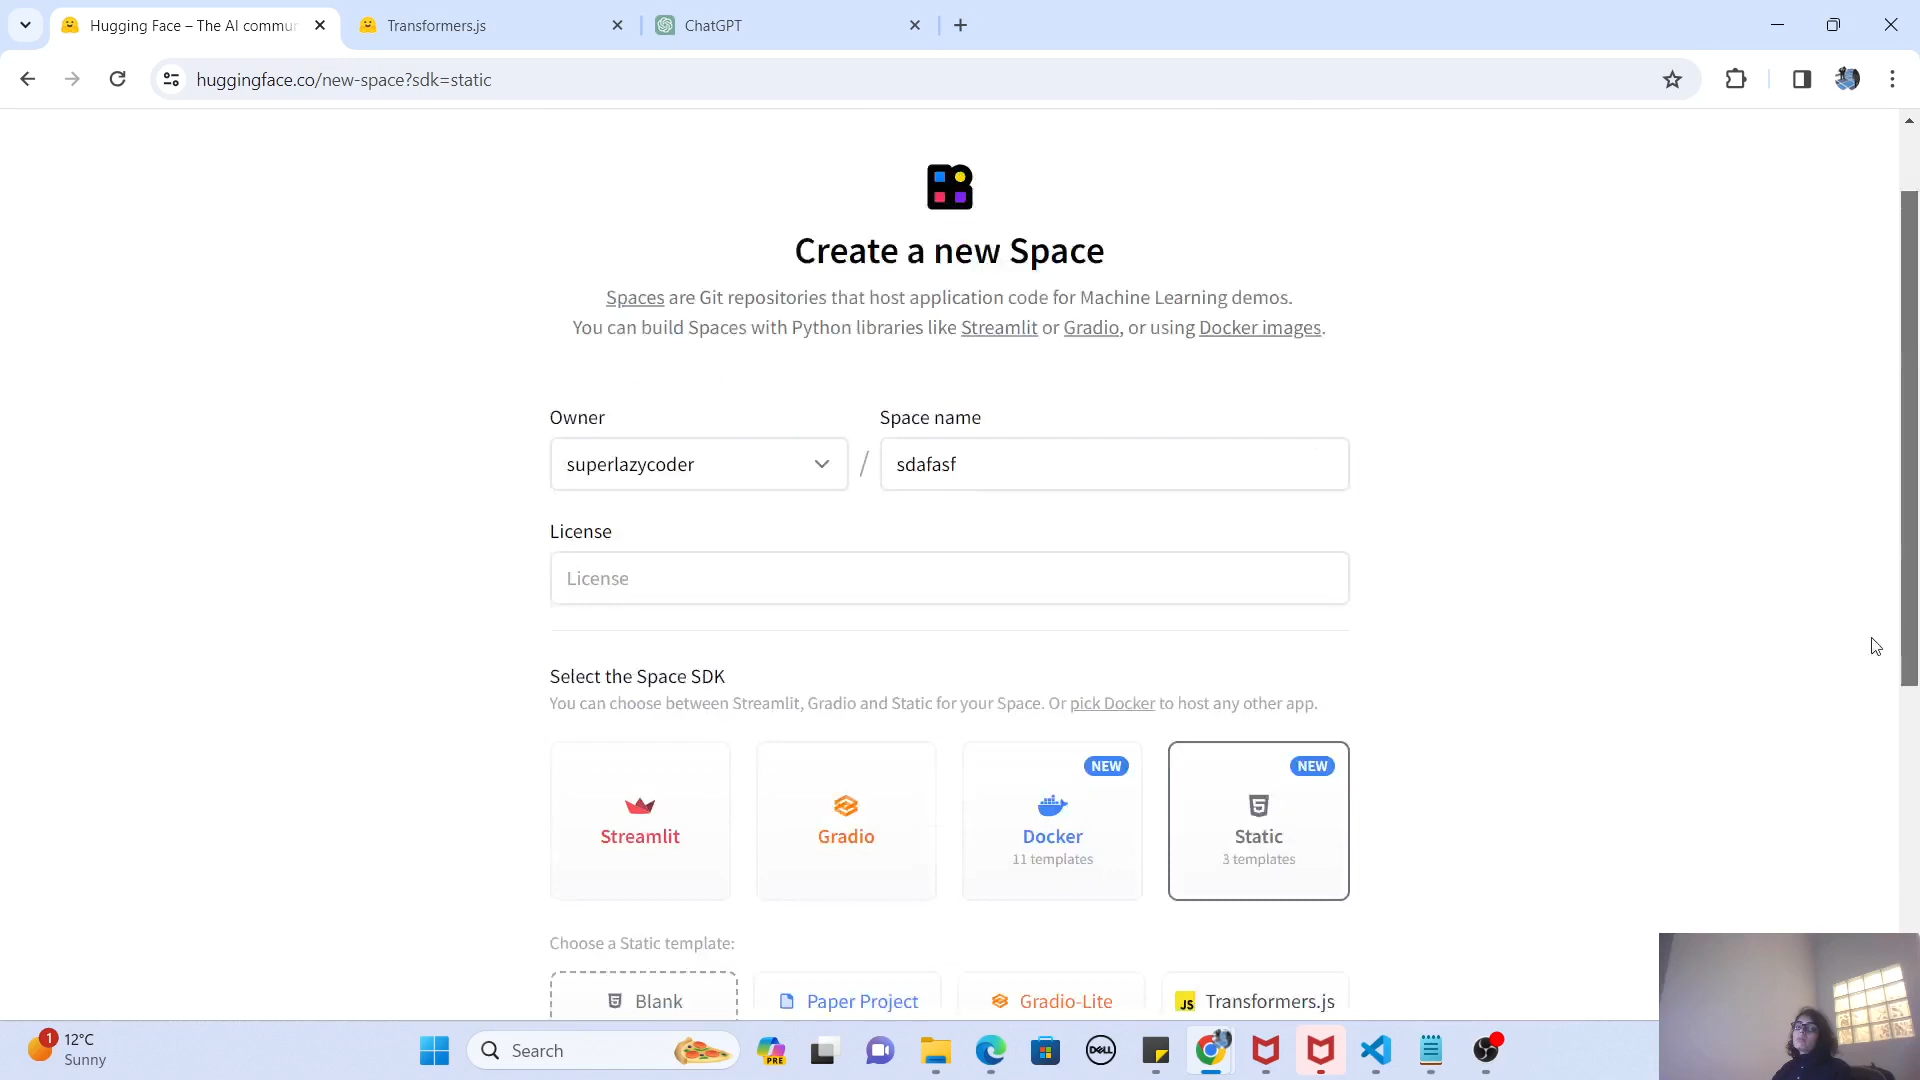 Hugging Face – The AI commun
Transformers.js
ChatGPT
huggingface.co/new-space?sdk=static
Create a new Space
Spaces are Git repositories that host application code for Machine Learning demos.
You can build Spaces with Python libraries like Streamlit or Gradio, or using Docker images.
Owner
Space name
superlazycoder
/
sdafasf
License
License
Select the Space SDK
You can choose between Streamlit, Gradio and Static for your Space. Or pick Docker to host any other app.
NEW
NEW
Streamlit
Gradio
Docker
Static
11 templates
3 templates
Choose a Static template:
Blank
Paper Project
Gradio-Lite
JS
Transformers.js
1
12°C
Sunny
Search
PRE
DELL